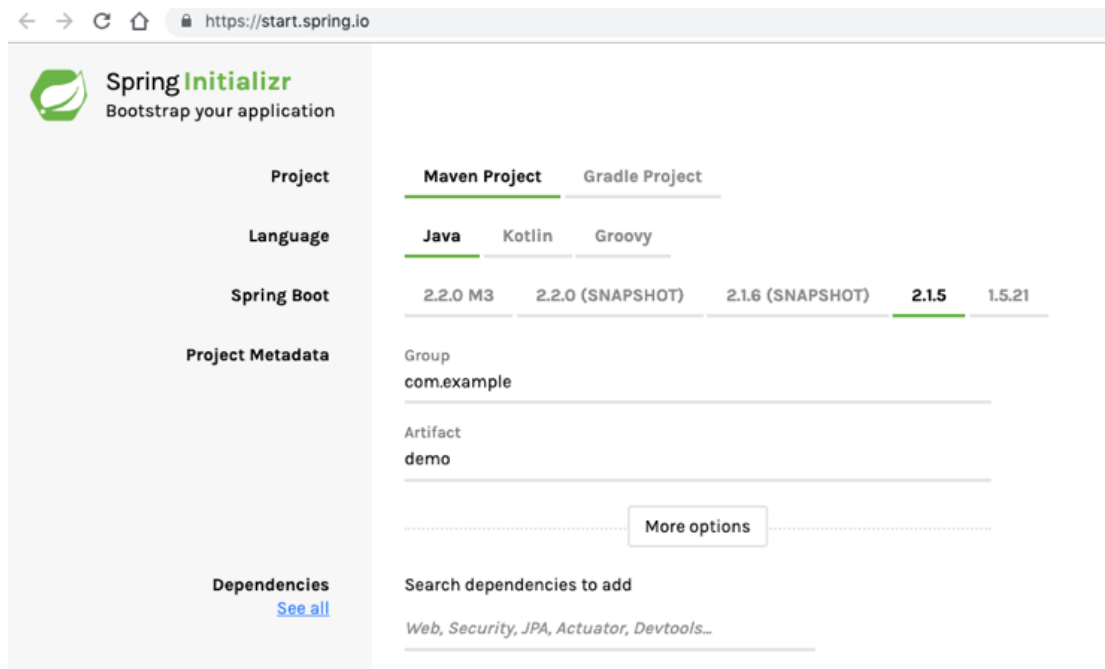 https://start.spring.io
Spring Initializr
Bootstrap your application
Project
Maven Project Gradle Project
Language
Java Kotlin Groovy
Spring Boot
2.2.0 M3 2.2.0 (SNAPSHOT) 2.1.6 (SNAPSHOT) 2.1.5 1.5.21
Project Metadata
Group
com.example
Artifact
demo
More options
Dependencies
See all
Search dependencies to add
Web, Security, JPA, Actuator, Devtools...